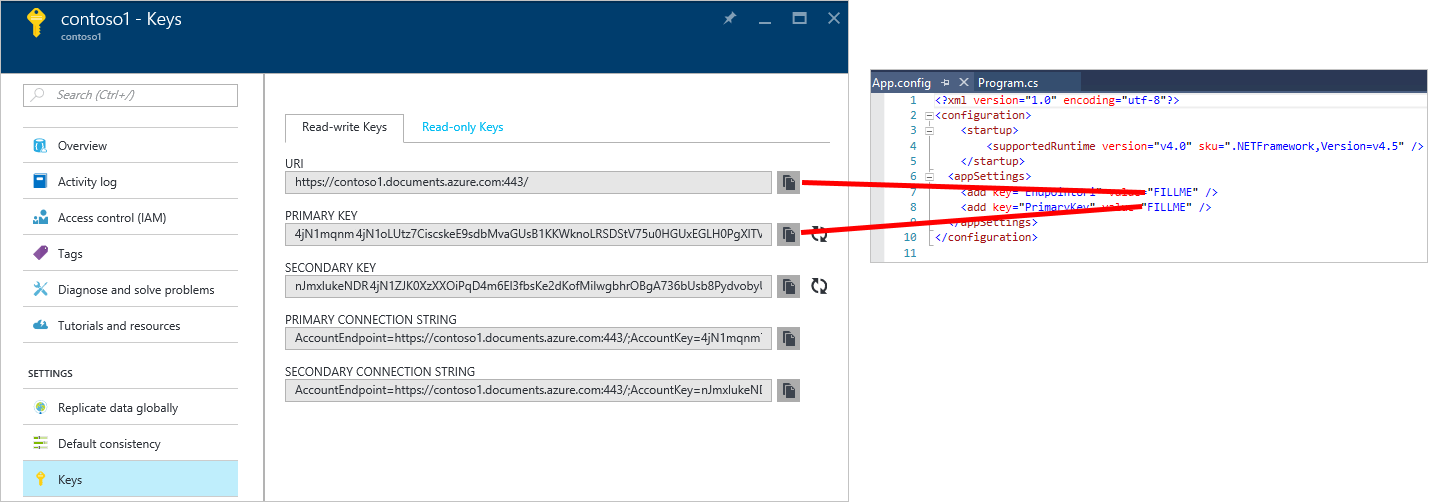 contoso1 - Keys
contoso1
Search (Ctrl+/)
Overview
Activity log
Access control (IAM)
Tags
Diagnose and solve problems
Tutorials and resources
SETTINGS
Replicate data globally
Default consistency
Keys
Read-write Keys
Read-only Keys
URI
https://contoso1.documents.azure.com:443/
PRIMARY KEY
4jN1mqnm4jN1oLUtz7CiscskeE9sdbMvaGUsB1KKWknoLRSDStV75u0HGUxEGLH0PgXITV
SECONDARY KEY
nJmxlukeNDR4jN1ZJK0XzXXOiPqD4m6El3fbsKe2dKofMilwgbhrOBgA736bUsb8Pydvobyl
PRIMARY CONNECTION STRING
AccountEndpoint=https://contoso1.documents.azure.com:443/;AccountKey=4jN1mqnm
SECONDARY CONNECTION STRING
AccountEndpoint=https://contoso1.documents.azure.com:443/;AccountKey=nJmxlukeND
App.config
Program.cs
1 <?xml version="1.0" encoding="utf-8"?>
2 <configuration>
3 <startup>
4 <supportedRuntime version="v4.0" sku=".NETFramework,Version=v4.5" />
5 </startup>
6 <appSettings>
7 <add key="EndpointUri" value="FILLME" />
8 <add key="PrimaryKey" value="FILLME" />
9 </appSettings>
10 </configuration>
11